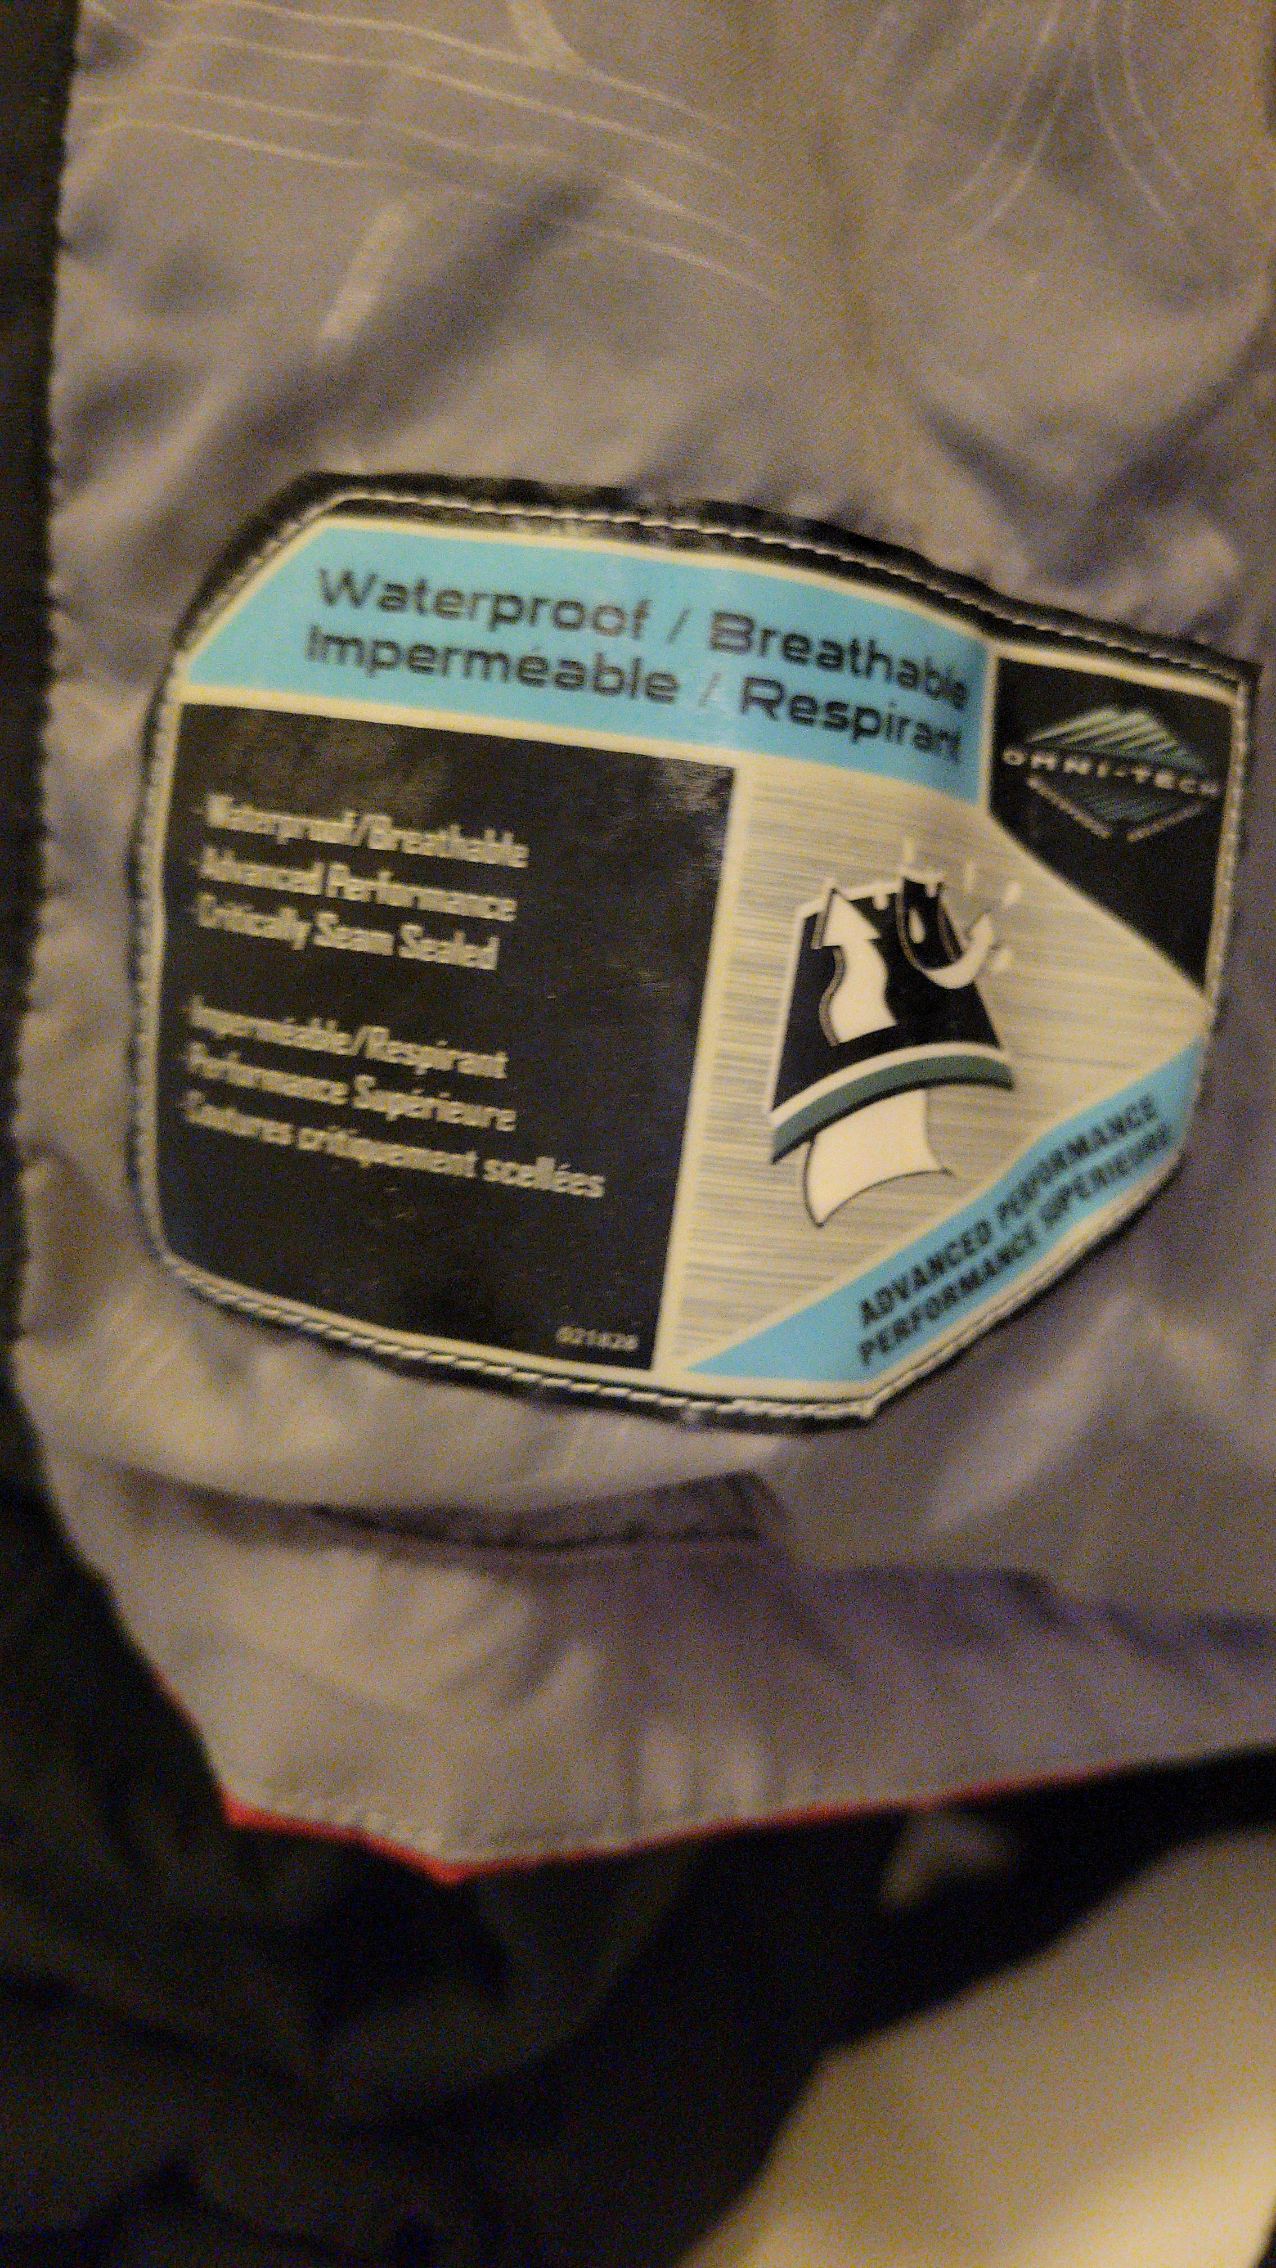 Waterproof / Breathable
Imperméable / Respirant
OMNI-TECH
Waterproof/Breathable
Advanced Performance
Critically Seam Sealed
Imperméable/Respirant
Performance Supérieure
Coutures critiquement scellées
ADVANCED PERFORMANCE
PERFORMANCE SUPERIEURE